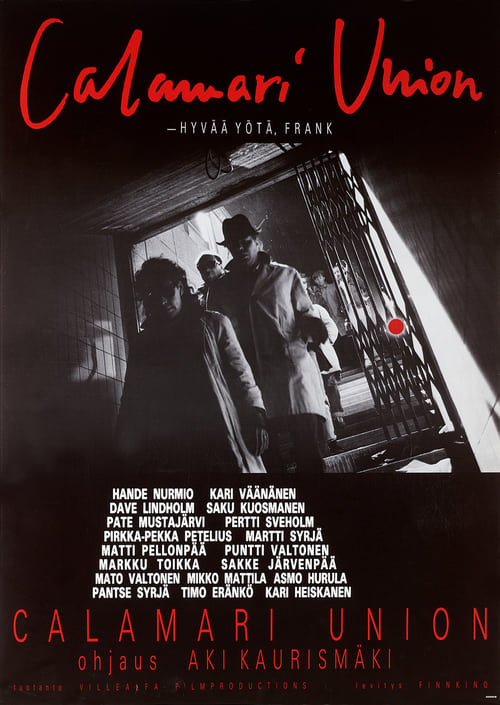 Calamari Union
—HYVÄÄ YÖTÄ, FRANK
HANDE NURMIO KARI VÄÄNÄNEN
DAVE LINDHOLM SAKU KUOSMANEN
PATE MUSTAJÄRVI PERTTI SVEHOLM
PIRKKA-PEKKA PETELIUS MARTTI SYRJÄ
MATTI PELLONPÄÄ PUNTTI VALTONEN
MARKKU TOIKKA SAKKE JÄRVENPÄÄ
MATO VALTONEN MIKKO MATTILA ASMO HURULA
PANTSE SYRJÄ TIMO ERÄNKÖ KARI HEISKANEN
CALAMARI UNION
ohjaus AKI KAURISMÄKI
tuotanto VILLEALFA-FILMPRODUCTIONS levitys FINNKINO